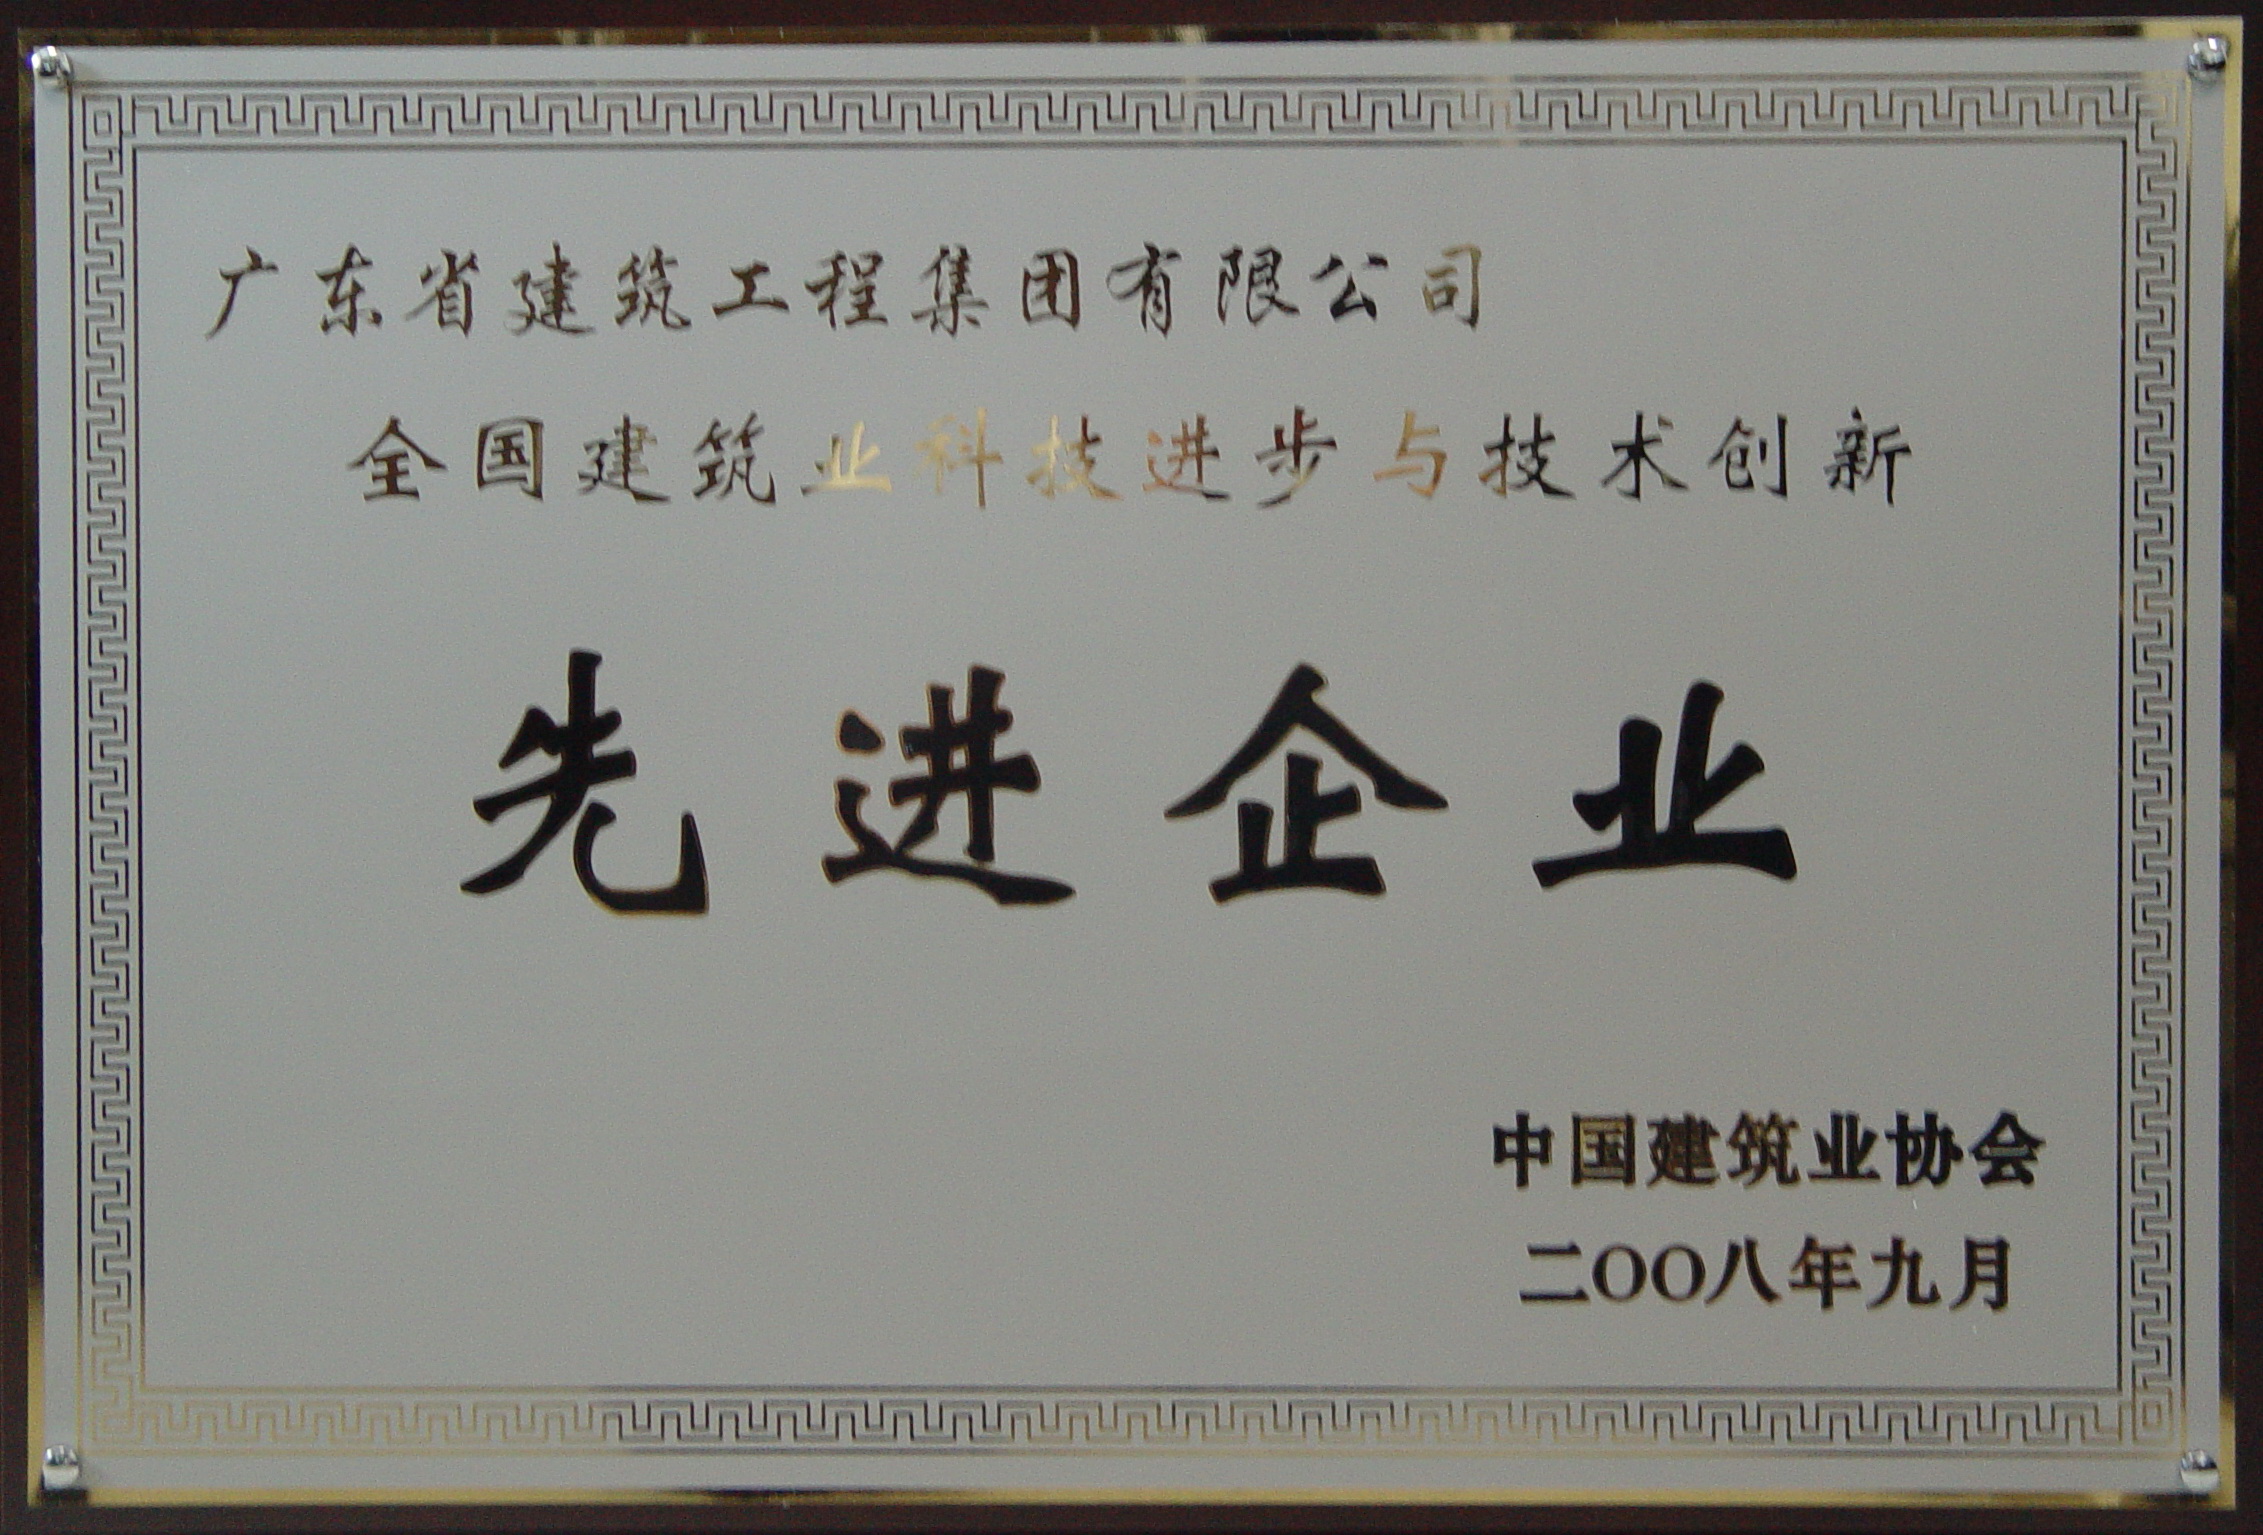 广东省建筑工程集团有限公司
全国建筑业科技进步与技术创新
先进企业
中国建筑业协会
二〇〇八年九月